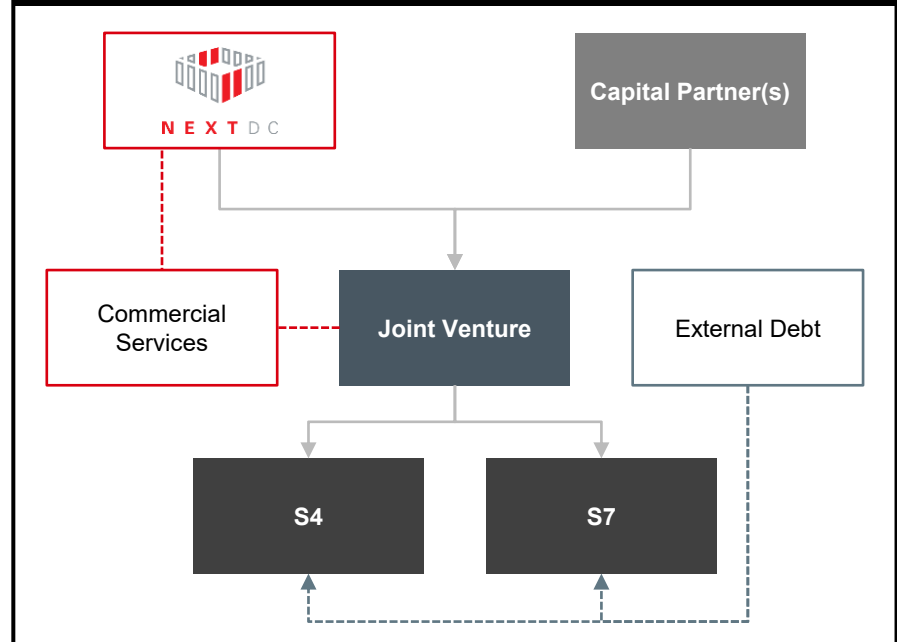 NEXTDC
Capital Partner(s)
Commercial
Services
Joint Venture
External Debt
S4
S7